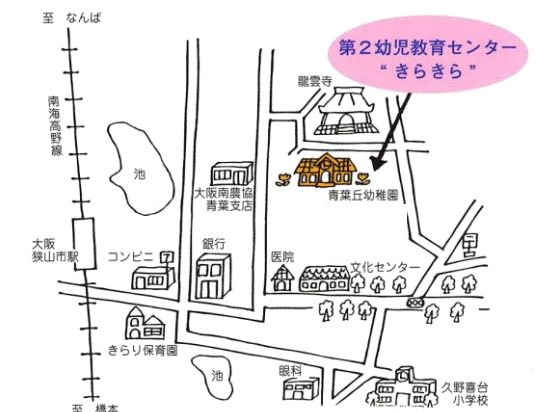 至 なんば
第２幼児教育センター
“ きらきら ”
龍雲寺
南海高野線
池
大阪南農協
青葉支店
青葉丘幼稚園
大阪
狭山市駅
コンビニ
7
銀行
医院
文化センター
きらり保育園
池
眼科
久野喜台
小学校
至 橋本